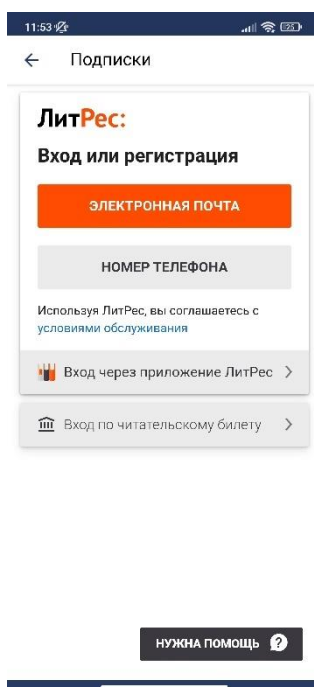 11:53
Подписки
ЛитРес:
Вход или регистрация
ЭЛЕКТРОННАЯ ПОЧТА
НОМЕР ТЕЛЕФОНА
Используя ЛитРес, вы соглашаетесь с
условиями обслуживания
Вход через приложение ЛитРес
Вход по читательскому билету
НУЖНА ПОМОЩЬ ?